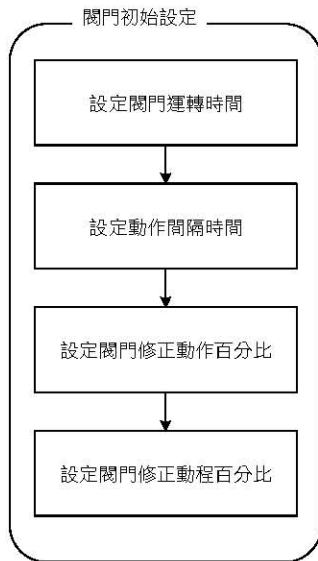 閥門初始設定
設定閥門運轉時間
設定動作間隔時間
設定閥門修正動作百分比
設定閥門修正動程百分比